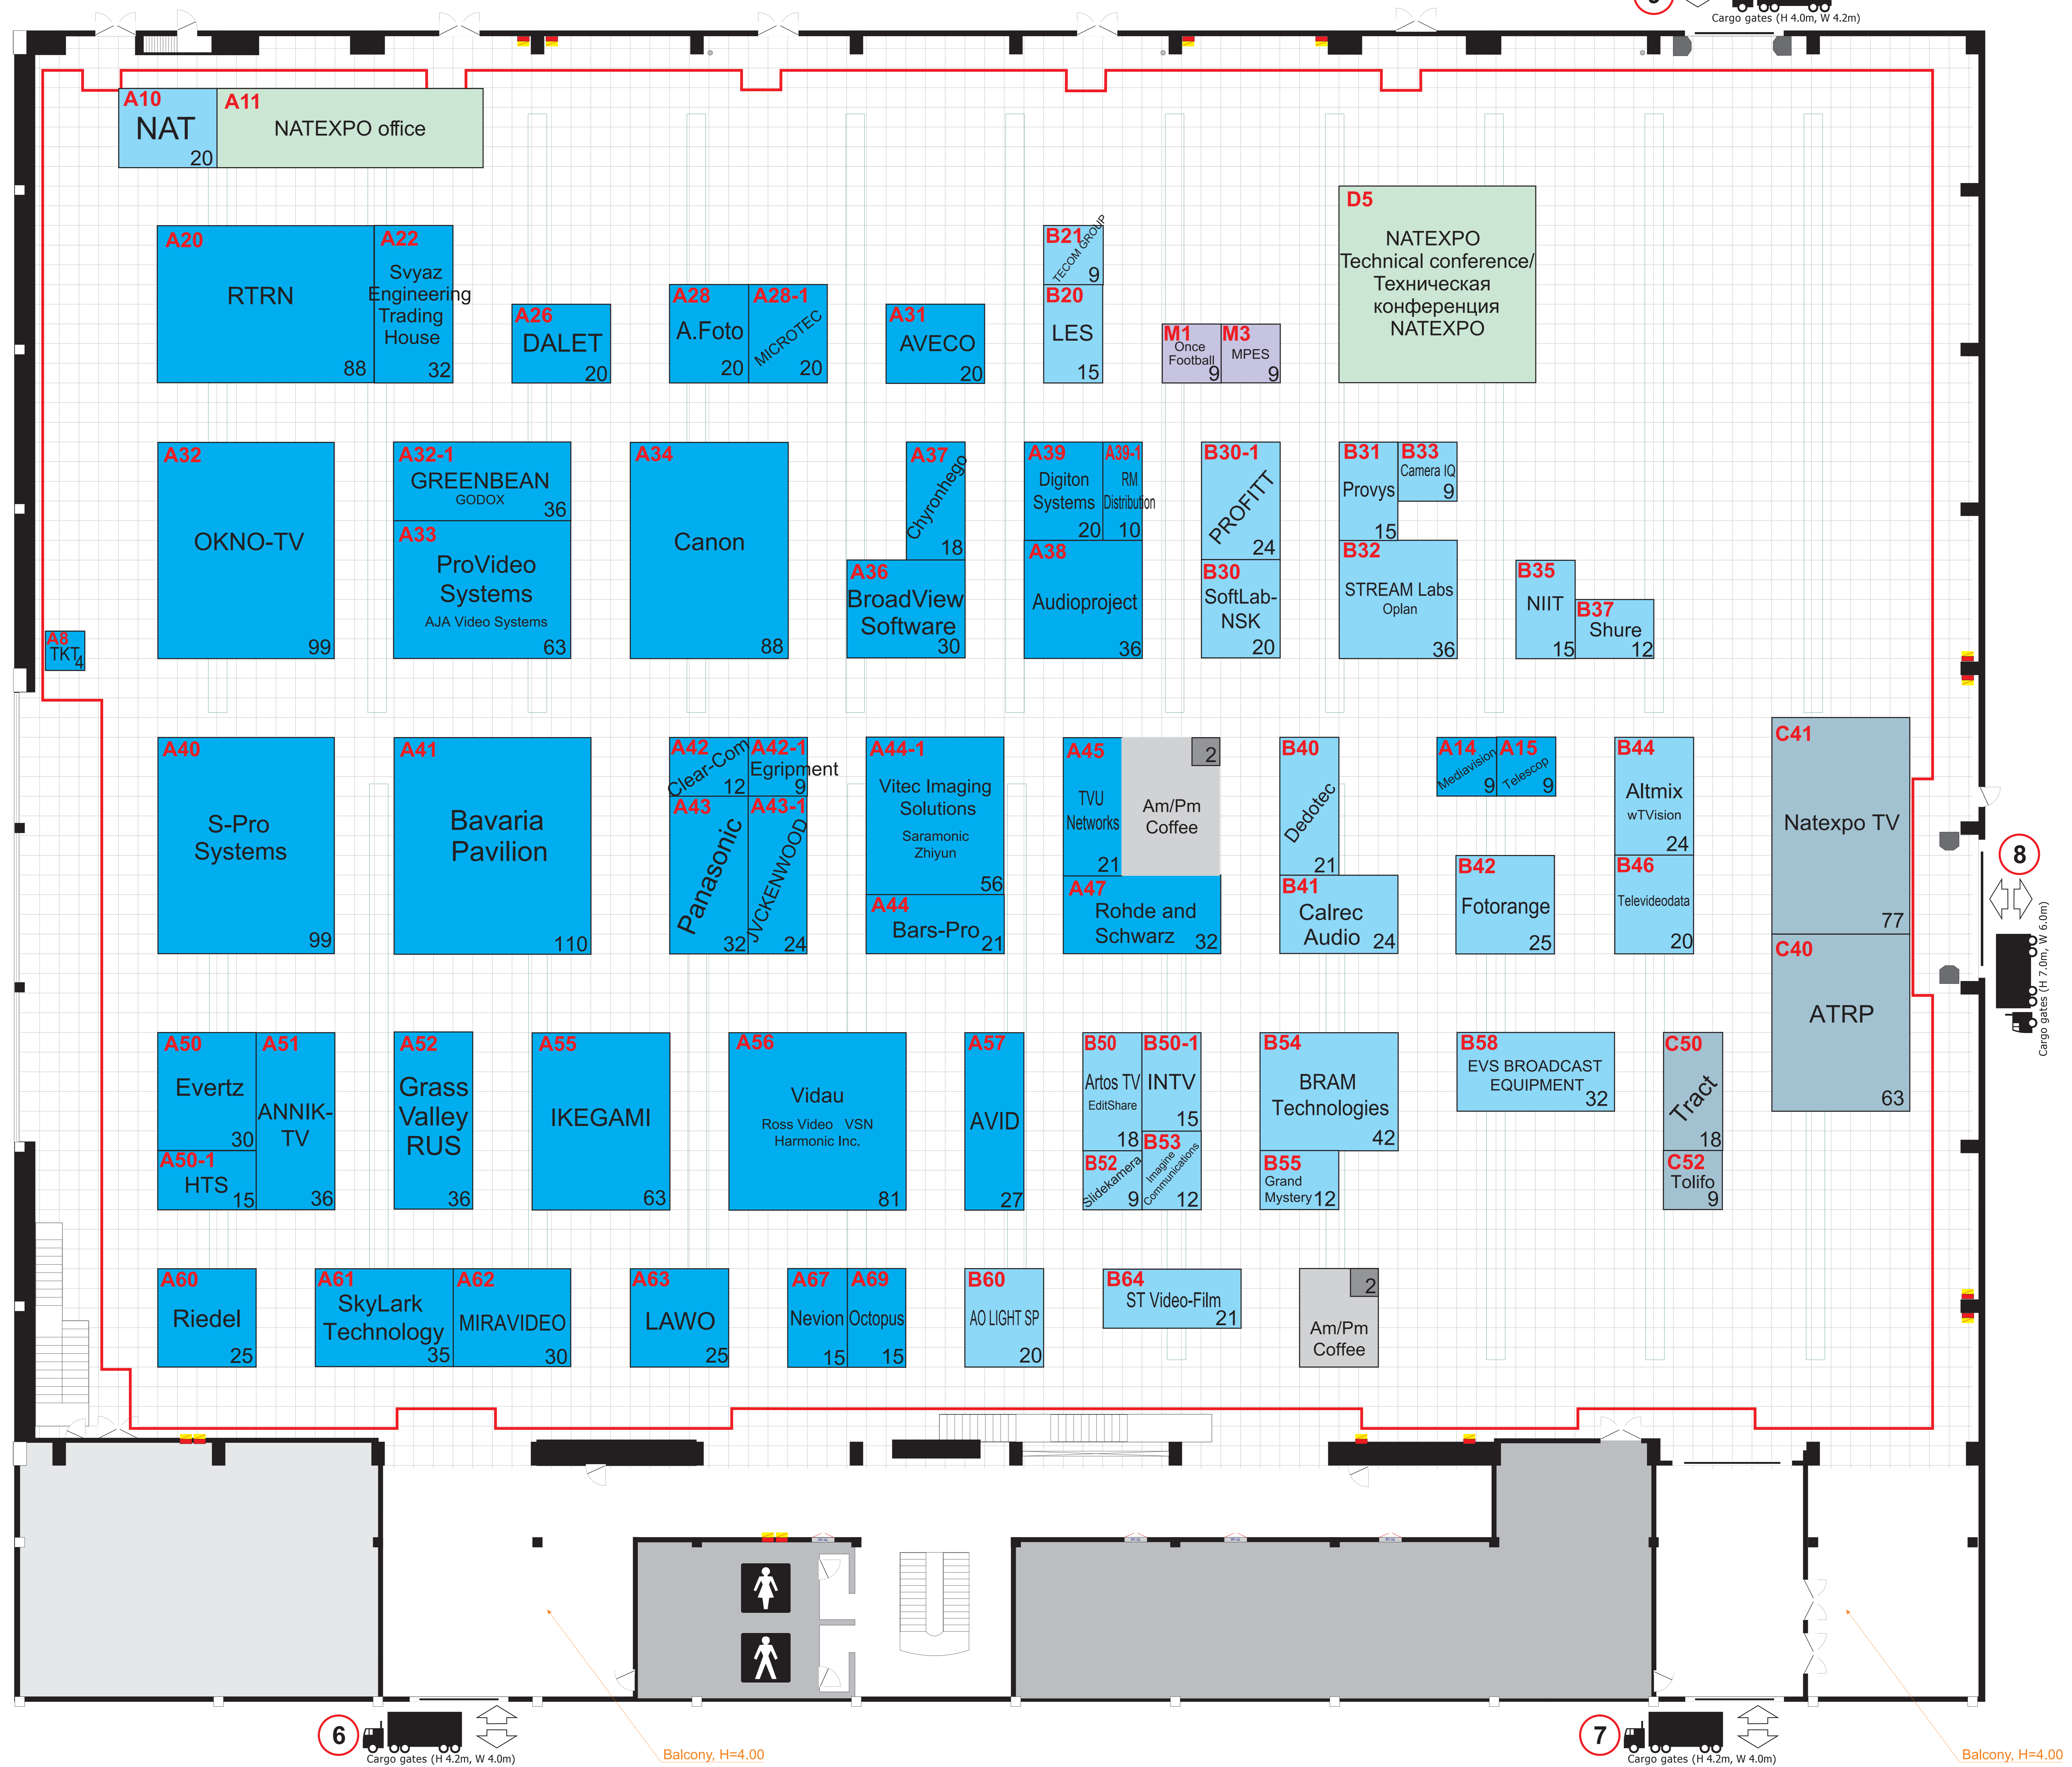 Cargo gates (H 4.0m, W 4.2m)
A10
NAT
20
A11
NATEXPO office
D5
NATEXPO
Technical conference/
Техническая
конференция
NATEXPO
A20
RTRN
88
A22
Svyaz
Engineering
Trading
House
32
A26
DALET
20
A28
A.Foto
20
A28-1
MICROTEC
20
A31
AVECO
20
B21
TECOM GROUP
9
B20
LES
15
M1
Once
Football
9
M3
MPES
9
A32
OKNO-TV
99
A32-1
GREENBEAN
GODOX
36
A33
ProVideo
Systems
AJA Video Systems
63
A34
Canon
88
A37
Chyronhego
18
A36
BroadView
Software
30
A39
Digiton
Systems
20
A39-1
RM
Distribution
10
A38
Audioproject
36
B30-1
PROFITT
24
B30
SoftLab-
NSK
20
B31
Provys
15
B33
Camera IQ
9
B32
STREAM Labs
Oplan
36
B35
NIIT
15
B37
Shure
12
A8
TKT
4
A40
S-Pro
Systems
99
A41
Bavaria
Pavilion
110
A42
Clear-Com
12
A42-1
Egripment
9
A43
Panasonic
32
A43-1
JVCKENWOOD
24
A44-1
Vitec Imaging
Solutions
Saramonic
Zhiyun
56
A44
Bars-Pro
21
A45
TVU
Networks
21
2
Am/Pm
Coffee
A47
Rohde and
Schwarz
32
B40
Dedotec
21
B41
Calrec
Audio
24
A14
Mediavision
9
A15
Telescop
9
B42
Fotorange
25
B44
Altmix
wTVision
24
B46
Televideodata
20
C41
Natexpo TV
77
C40
ATRP
63
8
Cargo gates (H 7.0m, W 6.0m)
A50
Evertz
30
A50-1
HTS
15
A51
ANNIK-
TV
36
A52
Grass
Valley
RUS
36
A55
IKEGAMI
63
A56
Vidau
Ross Video VSN
Harmonic Inc.
81
A57
AVID
27
B50
Artos TV
EditShare
18
B50-1
INTV
15
B52
Slidekamera
9
B53
Imagine
Communications
12
B54
BRAM
Technologies
42
B55
Grand
Mystery
12
B58
EVS BROADCAST
EQUIPMENT
32
C50
Tract
18
C52
Tolifo
9
A60
Riedel
25
A61
SkyLark
Technology
35
A62
MIRAVIDEO
30
A63
LAWO
25
A67
Nevion
15
A69
Octopus
15
B60
AO LIGHT SP
20
B64
ST Video-Film
21
2
Am/Pm
Coffee
6
Cargo gates (H 4.2m, W 4.0m)
Balcony, H=4.00
7
Cargo gates (H 4.2m, W 4.0m)
Balcony, H=4.00